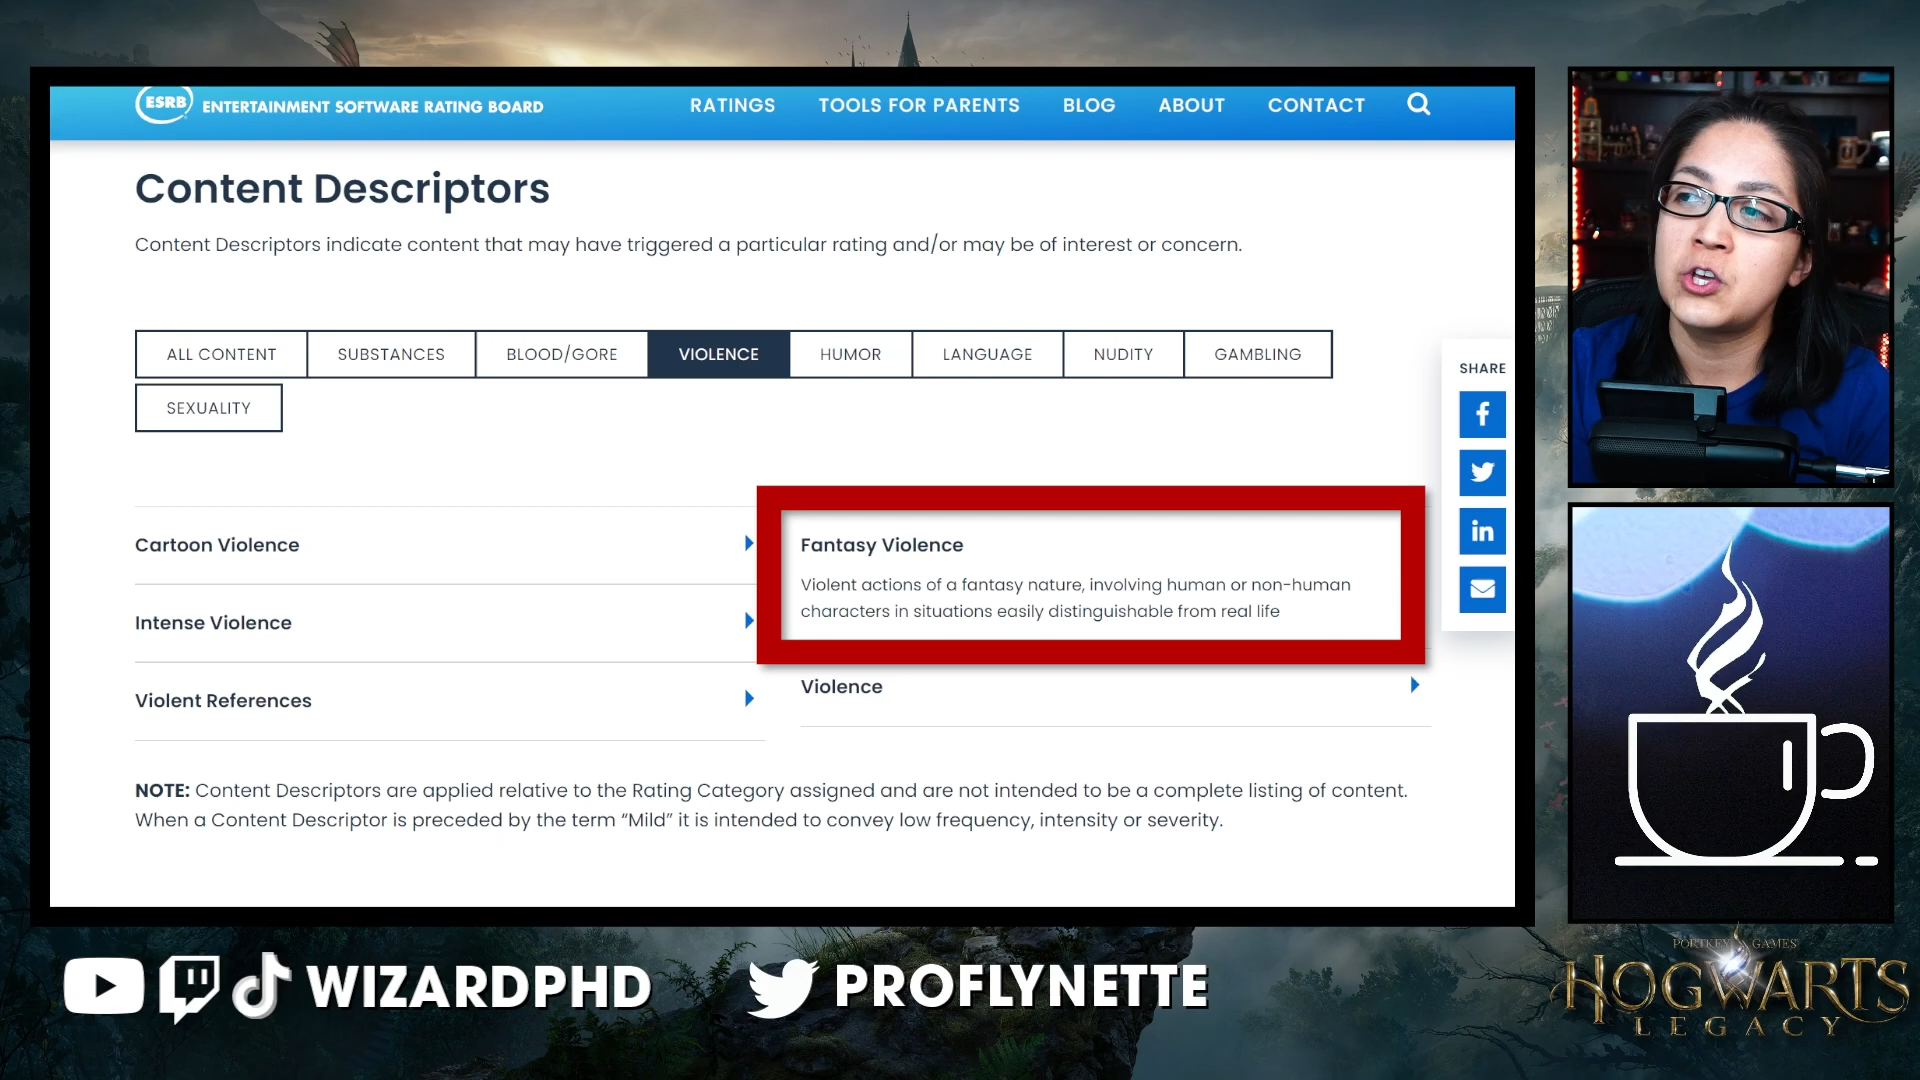 ESRB ENTERTAINMENT SOFTWARE RATING BOARD
RATINGS TOOLS FOR PARENTS BLOG ABOUT CONTACT
Content Descriptors
Content Descriptors indicate content that may have triggered a particular rating and/or may be of interest or concern.
ALL CONTENT SUBSTANCES BLOOD/GORE VIOLENCE HUMOR LANGUAGE NUDITY GAMBLING
SEXUALITY
SHARE
Cartoon Violence
Intense Violence
Violent References
Fantasy Violence
Violent actions of a fantasy nature, involving human or non-human
characters in situations easily distinguishable from real life
Violence
NOTE: Content Descriptors are applied relative to the Rating Category assigned and are not intended to be a complete listing of content.
When a Content Descriptor is preceded by the term “Mild” it is intended to convey low frequency, intensity or severity.
WIZARDPHD
PROFLYNETTE
PORTKEY GAMES
HOGWARTS
LEGACY